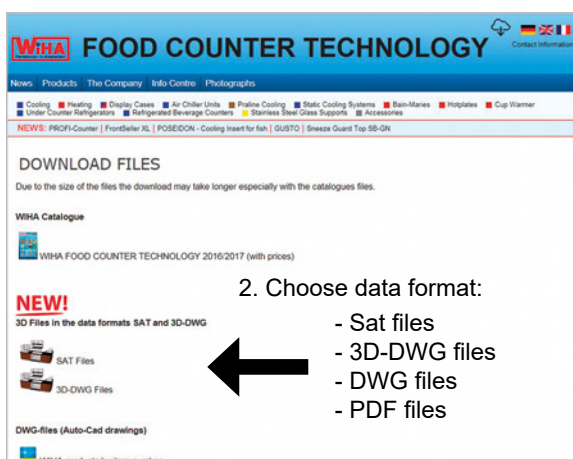 WIHA FOOD COUNTER TECHNOLOGY
Contact Information
News Products The Company Info Centre Photographs
Cooling Heating Display Cases Air Chiller Units Praline Cooling Static Cooling Systems Bain-Maries Hotplates Cup Warmer
Under Counter Refrigerators Refrigerated Beverage Counters Stainless Steel Glass Supports Accessories
NEWS: PROFI-Counter | FrontSeller XL | POSEIDON - Cooling Insert for fish | GUSTO | Sneeze Guard Top SB-GN
DOWNLOAD FILES
Due to the size of the files the download may take longer especially with the catalogues files.
WIHA Catalogue
WIHA FOOD COUNTER TECHNOLOGY 2016/2017 (with prices)
NEW!
3D Files in the data formats SAT and 3D-DWG
SAT Files
3D-DWG Files
DWG-files (Auto-Cad drawings)
2. Choose data format:
- Sat files
- 3D-DWG files
- DWG files
- PDF files